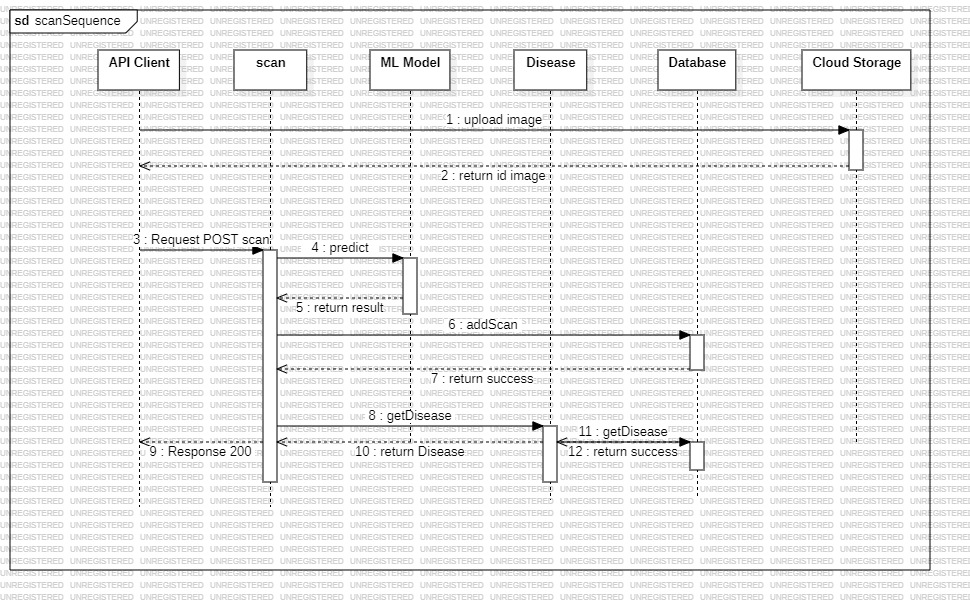 sd scanSequence
API Client
scan
ML Model
Disease
Database
Cloud Storage
1 : upload image
2 : return id image
3 : Request POST scan
4 : predict
5 : return result
6 : addScan
7 : return success
8 : getDisease
11 : getDisease
9 : Response 200
10 : return Disease
12 : return success
UNREGISTERED